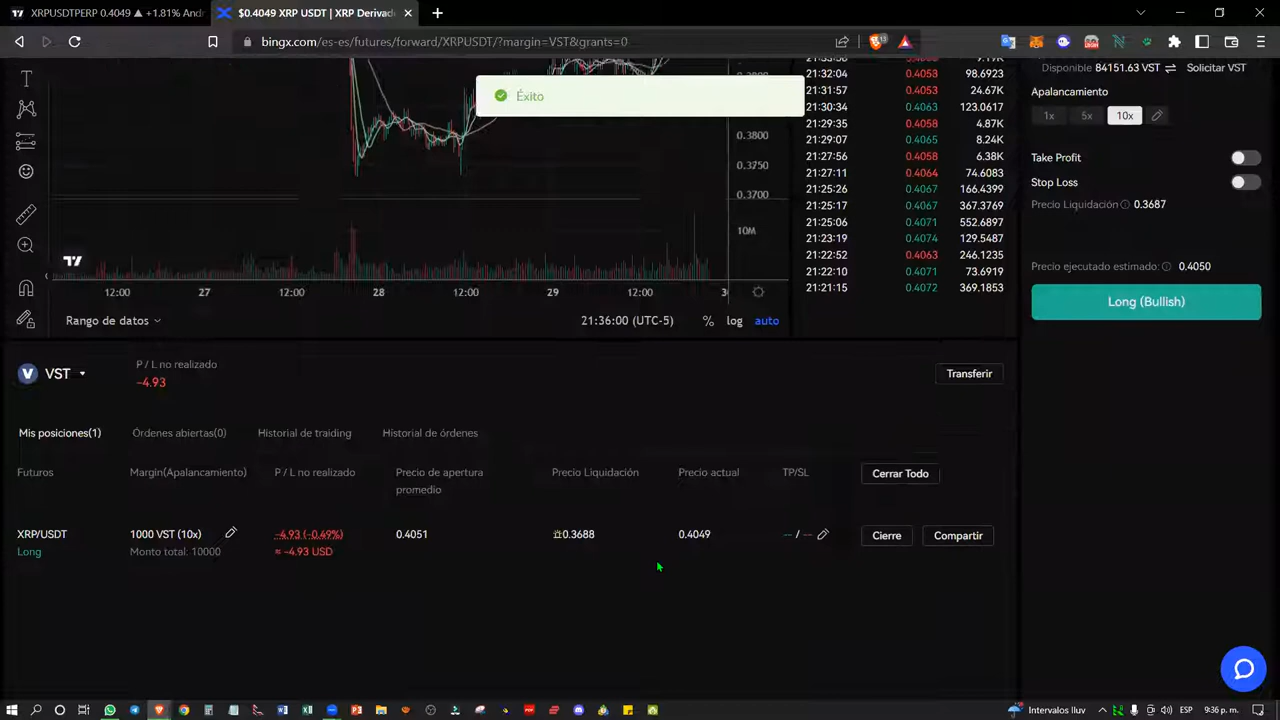 XRPUSDTPERP 0.4049 ▲ +1.81% Andr
$0.4049 XRP USDT | XRP Derivad
bingx.com/es-es/futures/forward/XRPUSDT/?margin=VST&grants=0
13
Éxito
0.3800
0.3750
0.3700
10M
12:00 27 12:00 28 12:00 29 12:00
Rango de datos
21:36:00 (UTC-5)
% log auto
21:32:04 0.4053 98.6923
21:31:57 0.4053 24.67K
21:30:34 0.4063 123.0617
21:29:35 0.4058 4.87K
21:29:07 0.4065 8.24K
21:27:56 0.4058 6.38K
21:27:11 0.4064 74.6083
21:25:26 0.4067 166.4399
21:25:17 0.4067 367.3769
21:25:06 0.4071 552.6897
21:23:19 0.4074 129.5487
21:22:52 0.4063 246.1235
21:22:10 0.4071 73.6919
21:21:15 0.4072 369.1853
Disponible 84151.63 VST Solicitar VST
Apalancamiento
1x 5x 10x
Take Profit
Stop Loss
Precio Liquidación 0.3687
Precio ejecutado estimado: 0.4050
Long (Bullish)
VST
P / L no realizado
-4.93
Transferir
Mis posiciones(1) Órdenes abiertas(0) Historial de traiding Historial de órdenes
Futuros Margin(Apalancamiento) P / L no realizado Precio de apertura promedio Precio Liquidación Precio actual TP/SL Cerrar Todo
XRP/USDT 1000 VST (10x) -4.93 (-0.49%) 0.4051 0.3688 0.4049 -- / -- Cierre Compartir
Long Monto total: 10000 ≈ -4.93 USD
Intervalos lluv
ESP 9:36 p. m.